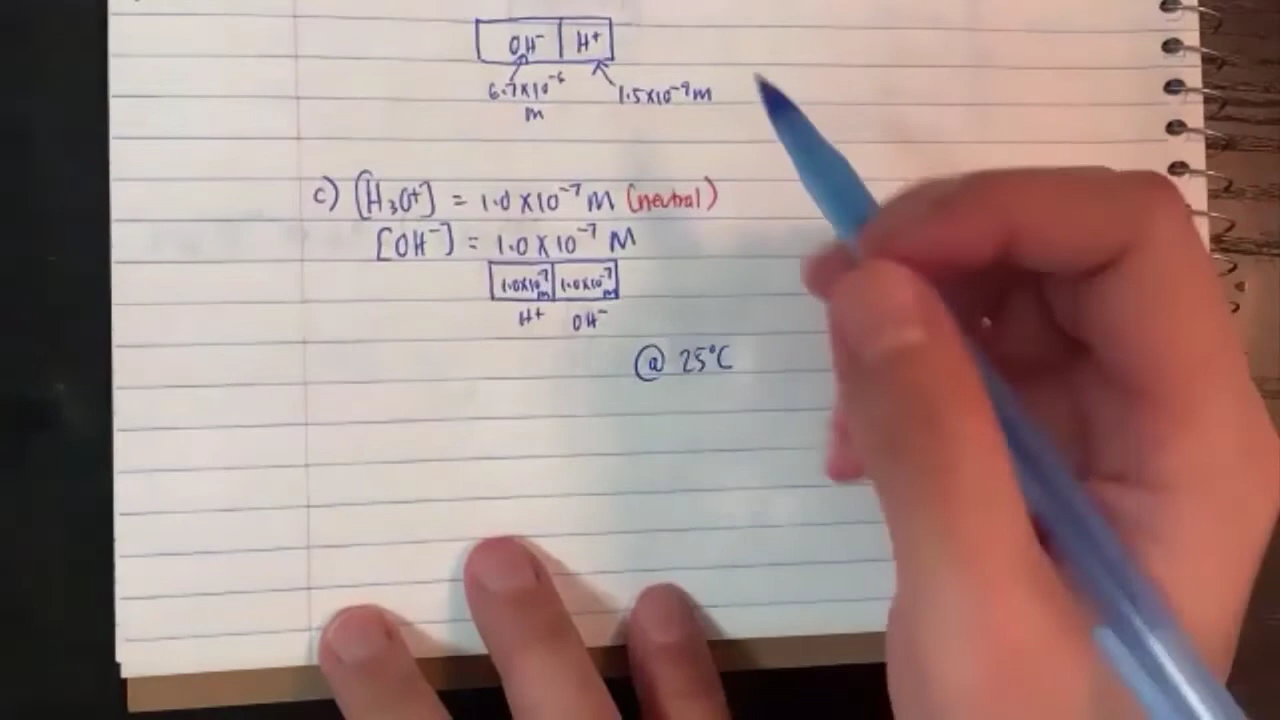 OH⁻ H⁺
6.7x10⁻⁶ 1.5x10⁻⁹m
m
c) [H₃O⁺] = 1.0 x 10⁻⁷ M (neutral)
[OH⁻] = 1.0 x 10⁻⁷ M
1.0x10⁻⁷ m 1.0x10⁻⁷ m
H⁺ OH⁻
@ 25°C